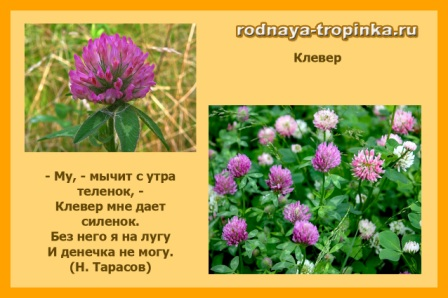 rodnaya-tropinka.ru
Клевер
- Му, - мычит с утра
теленок, -
Клевер мне дает
силенок.
Без него я на лугу
И денечка не могу.
(Н. Тарасов)